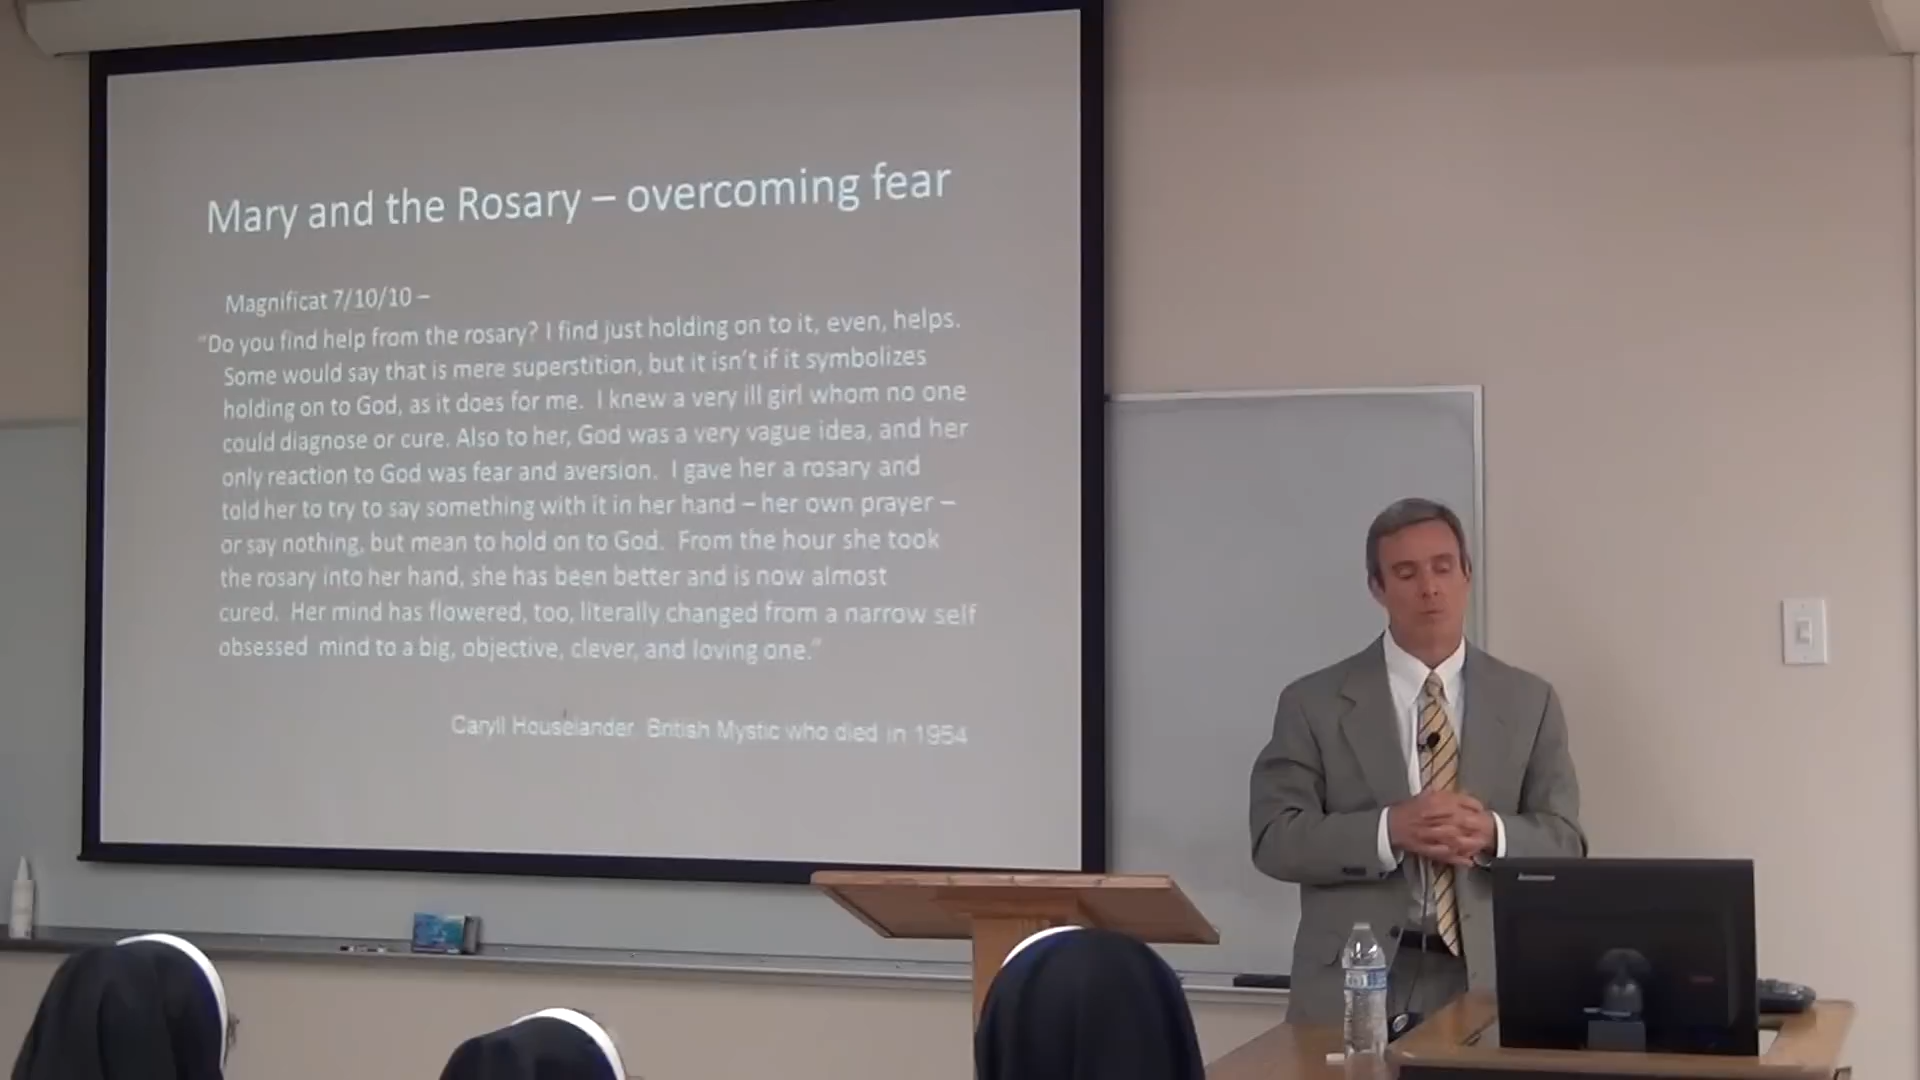 Mary and the Rosary – overcoming fear
Magnificat 7/10/10 –
“Do you find help from the rosary? I find just holding on to it, even, helps.
Some would say that is mere superstition, but it isn’t if it symbolizes
holding on to God, as it does for me.  I knew a very ill girl whom no one
could diagnose or cure. Also to her, God was a very vague idea, and her
only reaction to God was fear and aversion.  I gave her a rosary and
told her to try to say something with it in her hand – her own prayer –
or say nothing, but mean to hold on to God.  From the hour she took
the rosary into her hand, she has been better and is now almost
cured.  Her mind has flowered, too, literally changed from a narrow self
obsessed  mind to a big, objective, clever, and loving one.”
Caryll Houselander  British Mystic who died in 1954